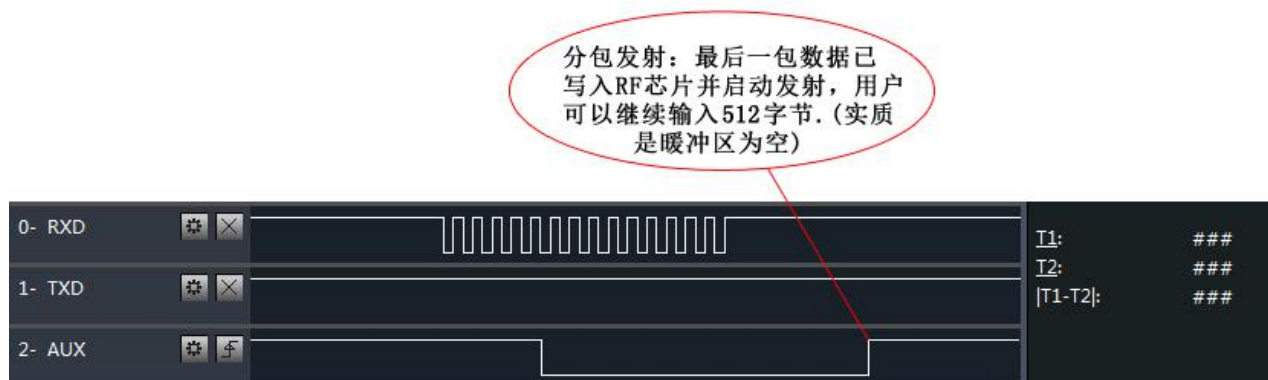 分包发射：最后一包数据已
写入RF芯片并启动发射，用户
可以继续输入512字节.(实质
是暖冲区为空)
0- RXD
1- TXD
2- AUX
T1: ###
T2: ###
|T1-T2|: ###